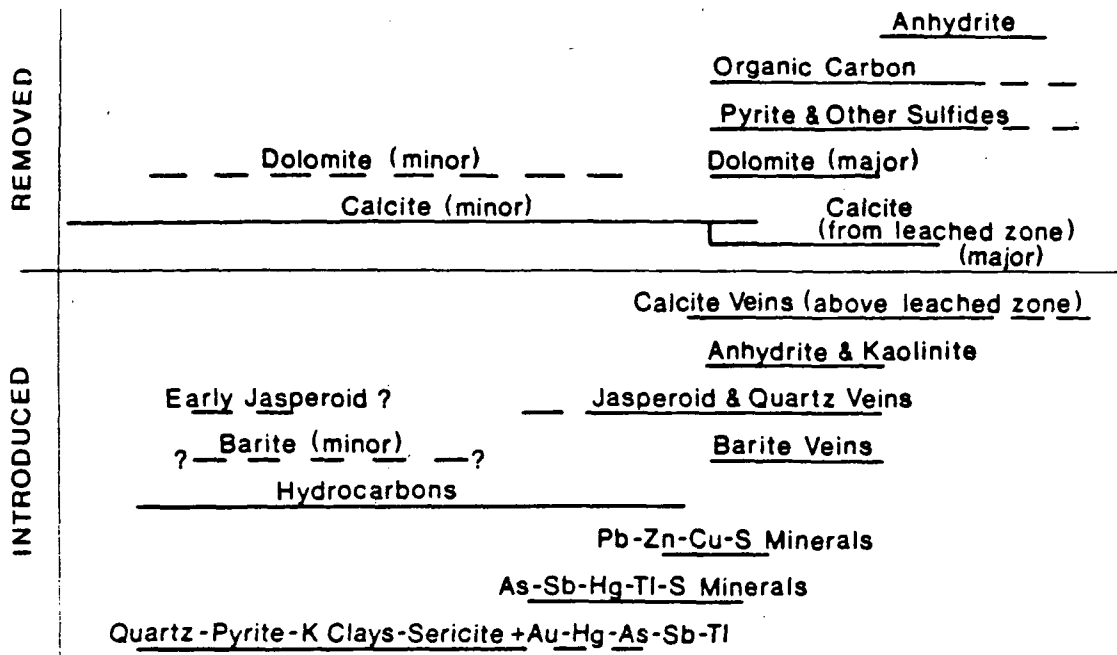 REMOVED
Anhydrite
Organic Carbon
Pyrite & Other Sulfides
Dolomite (minor)
Dolomite (major)
Calcite (minor)
Calcite
(from leached zone)
(major)
INTRODUCED
Calcite Veins (above leached zone)
Anhydrite & Kaolinite
Early Jasperoid ?
Jasperoid & Quartz Veins
? Barite (minor) ?
Barite Veins
Hydrocarbons
Pb-Zn-Cu-S Minerals
As-Sb-Hg-Tl-S Minerals
Quartz-Pyrite-K Clays-Sericite+Au-Hg-As-Sb-Tl